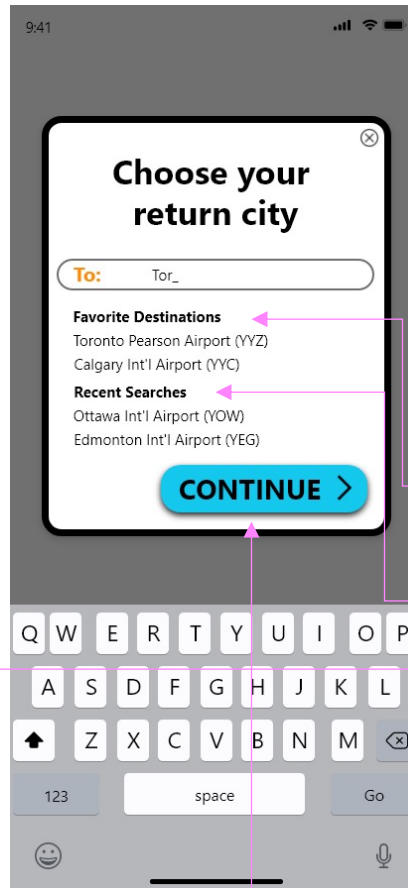 9:41
Choose your
return city
To: Tor_
Favorite Destinations
Toronto Pearson Airport (YYZ)
Calgary Int'l Airport (YYC)
Recent Searches
Ottawa Int'l Airport (YOW)
Edmonton Int'l Airport (YEG)
CONTINUE >
Q W E R T Y U I O P
A S D F G H J K L
Z X C V B N M
123 space Go